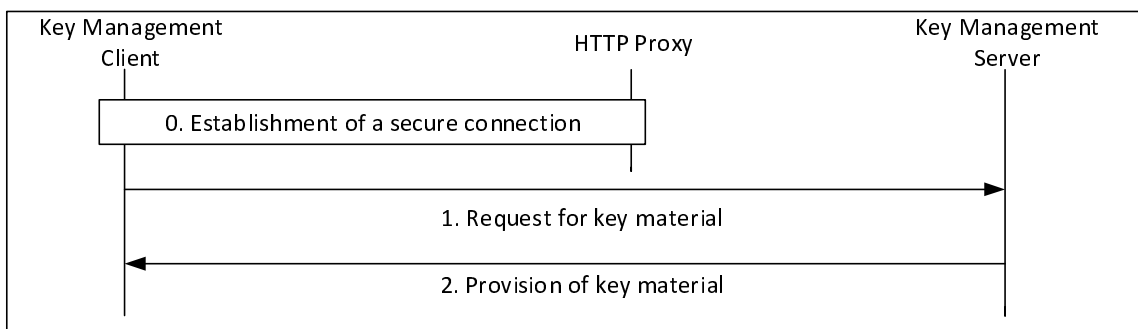 Key Management
Client
HTTP Proxy
Key Management
Server
0. Establishment of a secure connection
1. Request for key material
2. Provision of key material